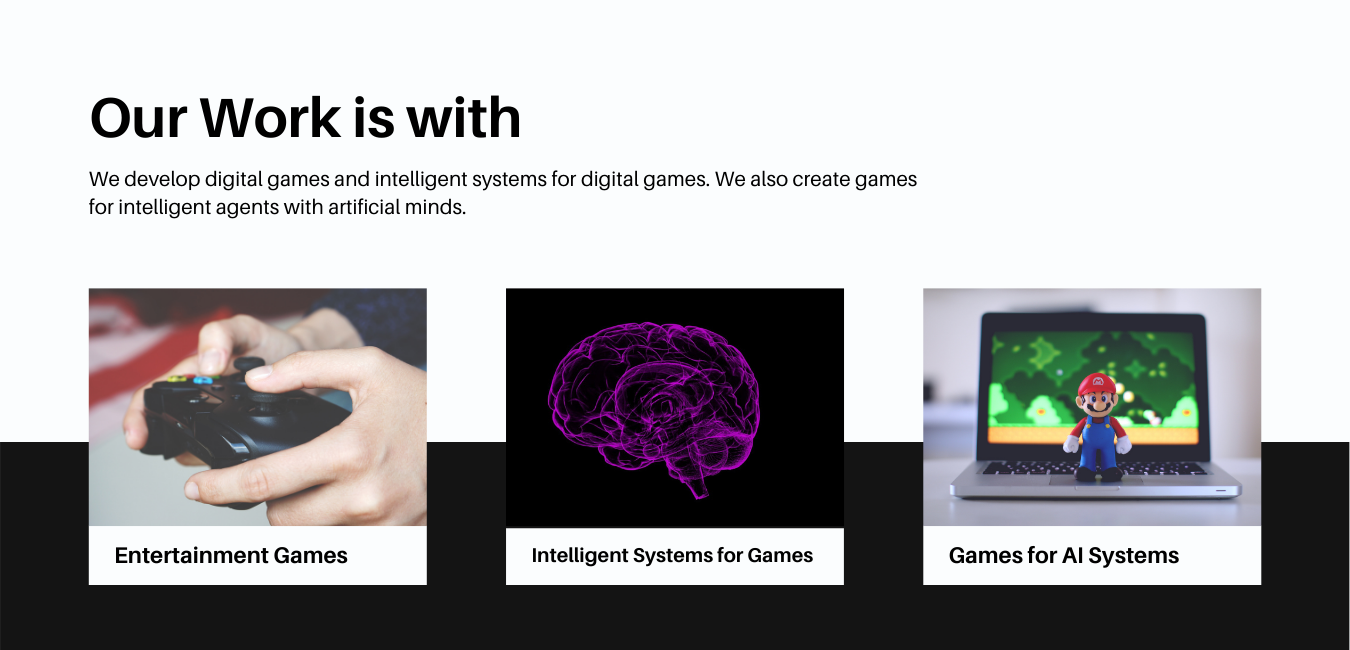 Our Work is with
We develop digital games and intelligent systems for digital games. We also create games
for intelligent agents with artificial minds.
Entertainment Games
Intelligent Systems for Games
Games for AI Systems